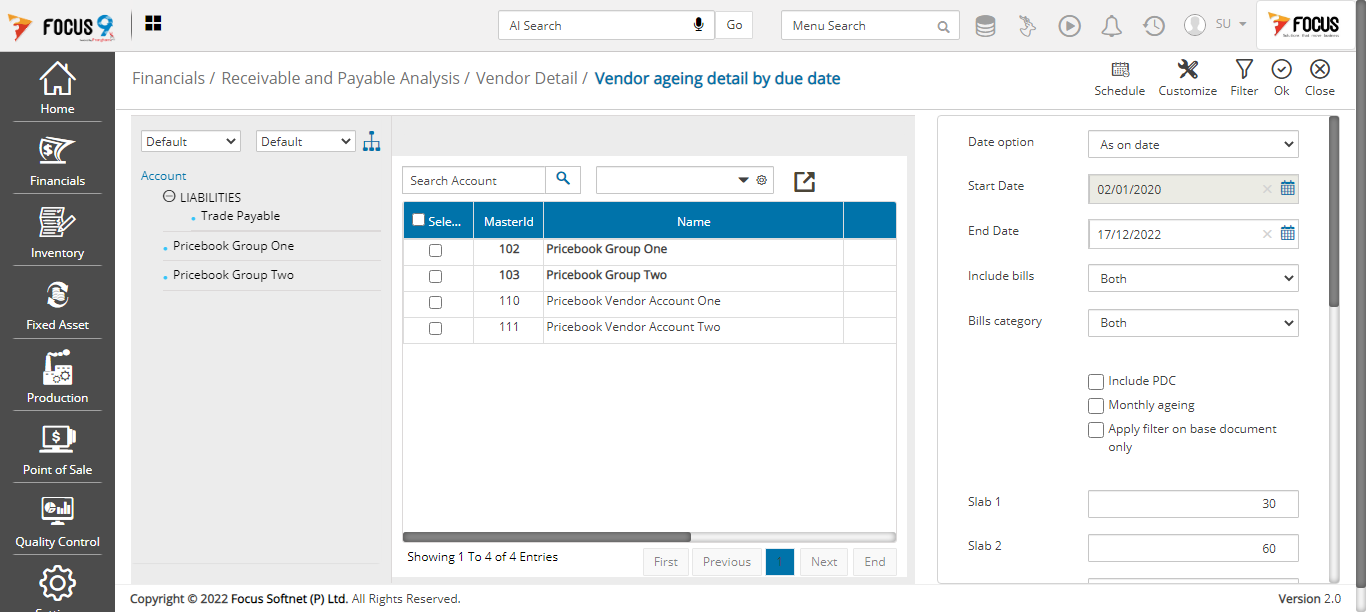 FOCUS 9
AI Search
Go
Menu Search
SU
FOCUS
Home
Financials
Inventory
Fixed Asset
Production
Point of Sale
Quality Control
Financials / Receivable and Payable Analysis / Vendor Detail / Vendor ageing detail by due date
Schedule
Customize
Filter
Ok
Close
Default
Default
Account
LIABILITIES
Trade Payable
Pricebook Group One
Pricebook Group Two
Search Account
Sele... MasterId Name
102 Pricebook Group One
103 Pricebook Group Two
110 Pricebook Vendor Account One
111 Pricebook Vendor Account Two
Showing 1 To 4 of 4 Entries
First
Previous
1
Next
End
Date option As on date
Start Date 02/01/2020
End Date 17/12/2022
Include bills Both
Bills category Both
Include PDC
Monthly ageing
Apply filter on base document
only
Slab 1 30
Slab 2 60
Copyright © 2022 Focus Softnet (P) Ltd. All Rights Reserved.
Version 2.0